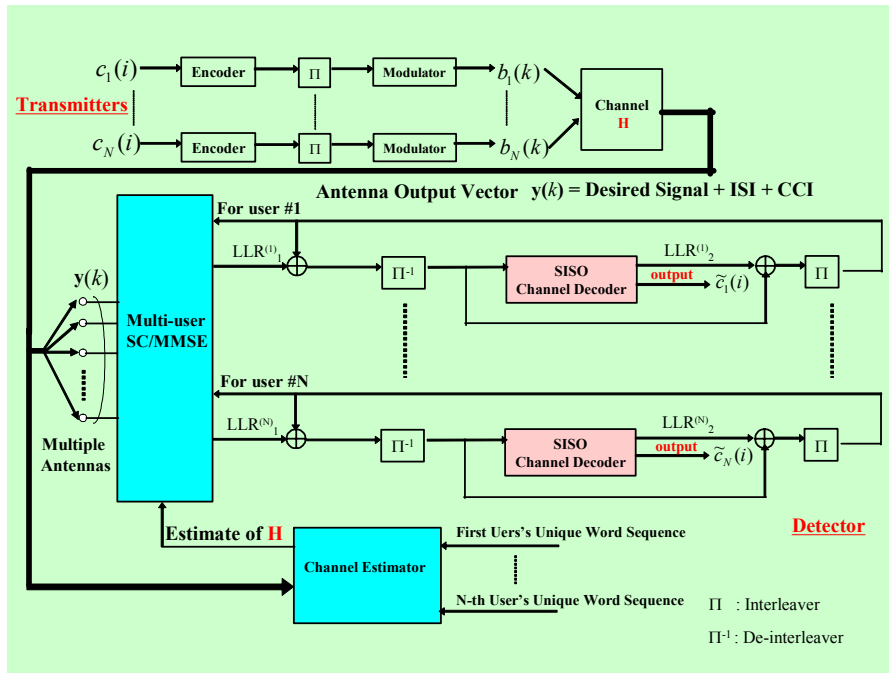 c₁(i) Encoder Π Modulator b₁(k)
Transmitters
Channel
H
c_N(i) Encoder Π Modulator b_N(k)
Antenna Output Vector y(k) = Desired Signal + ISI + CCI
For user #1
y(k)
LLR⁽¹⁾₁ Π⁻¹ SISO
Channel Decoder LLR⁽¹⁾₂ Π
output c̃₁(i)
Multi-user
SC/MMSE
For user #N
LLR⁽ᴺ⁾₁ Π⁻¹ SISO
Channel Decoder LLR⁽ᴺ⁾₂ Π
output c̃_N(i)
Multiple
Antennas
Estimate of H
Detector
First Uers's Unique Word Sequence
Channel Estimator
N-th User's Unique Word Sequence
Π : Interleaver
Π⁻¹ : De-interleaver